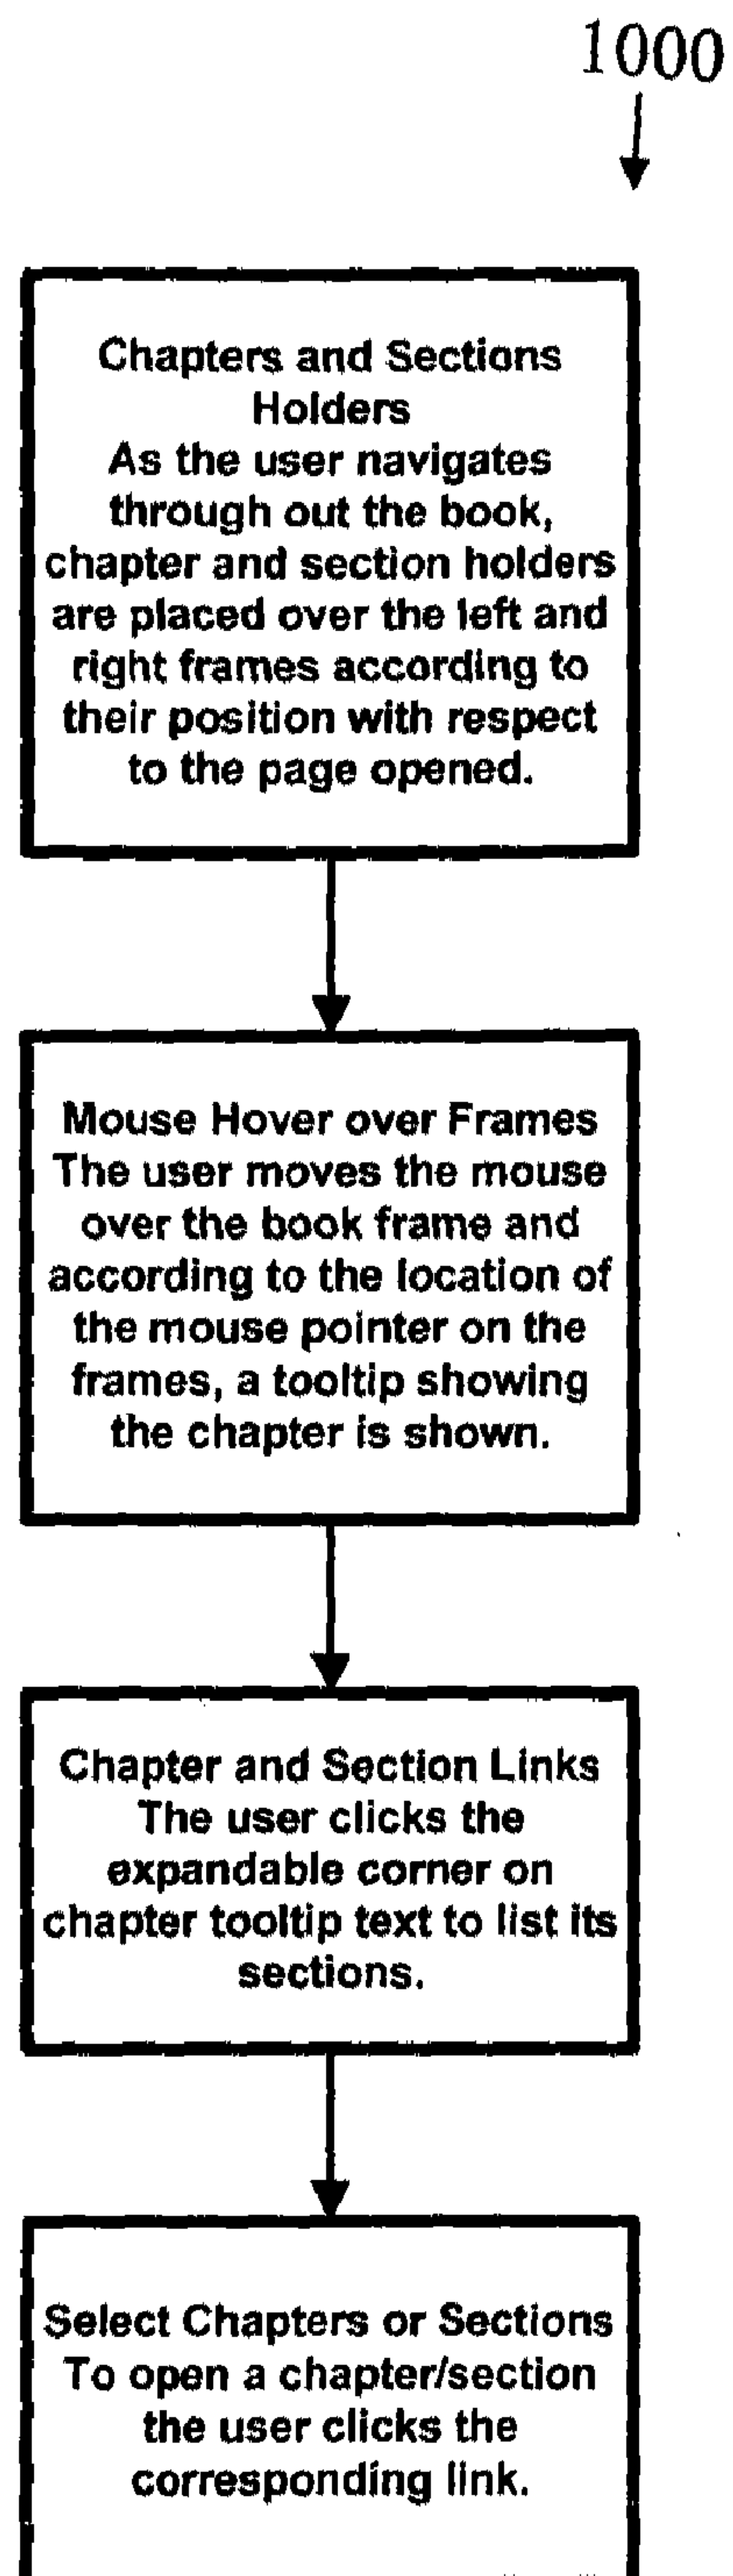 1000
Chapters and Sections
Holders
As the user navigates
through out the book,
chapter and section holders
are placed over the left and
right frames according to
their position with respect
to the page opened.
Mouse Hover over Frames
The user moves the mouse
over the book frame and
according to the location of
the mouse pointer on the
frames, a tooltip showing
the chapter is shown.
Chapter and Section Links
The user clicks the
expandable corner on
chapter tooltip text to list its
sections.
Select Chapters or Sections
To open a chapter/section
the user clicks the
corresponding link.